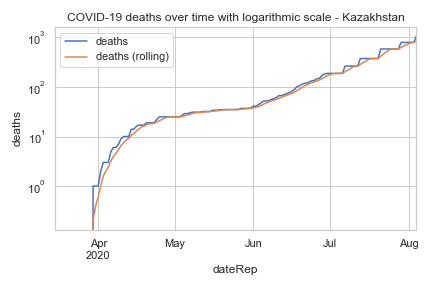 COVID-19 deaths over time with logarithmic scale - Kazakhstan
deaths
deaths (rolling)
10³
10²
10¹
10⁰
deaths
Apr
2020
May
Jun
Jul
Aug
dateRep